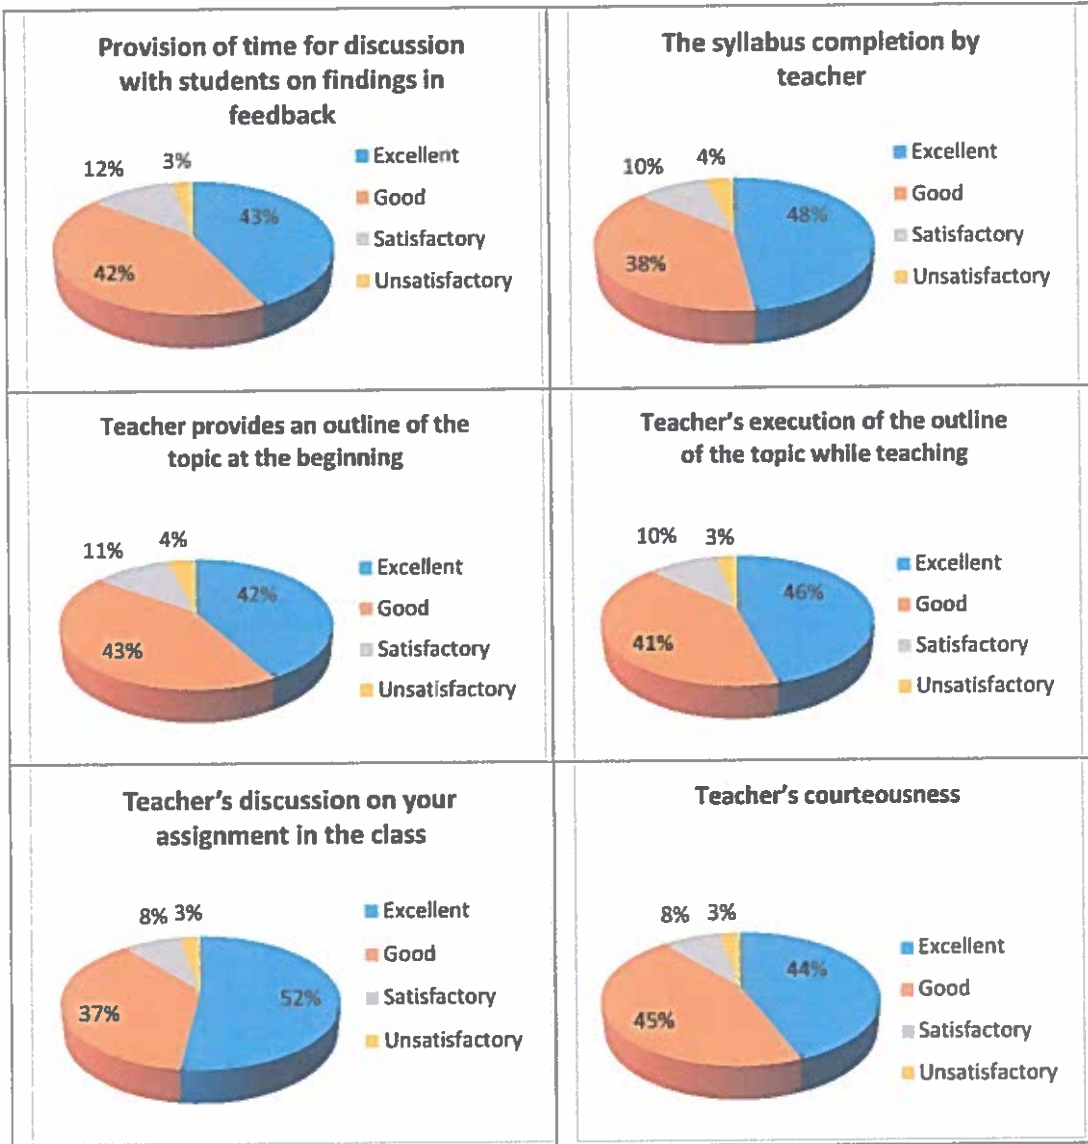 Provision of time for discussion
with students on findings in
feedback
12%
3%
43%
42%
Excellent
Good
Satisfactory
Unsatisfactory
The syllabus completion by
teacher
10%
4%
48%
38%
Excellent
Good
Satisfactory
Unsatisfactory
Teacher provides an outline of the
topic at the beginning
11%
4%
42%
43%
Excellent
Good
Satisfactory
Unsatisfactory
Teacher's execution of the outline
of the topic while teaching
10%
3%
46%
41%
Excellent
Good
Satisfactory
Unsatisfactory
Teacher's discussion on your
assignment in the class
8% 3%
52%
37%
Excellent
Good
Satisfactory
Unsatisfactory
Teacher's courteousness
8%
3%
44%
45%
Excellent
Good
Satisfactory
Unsatisfactory